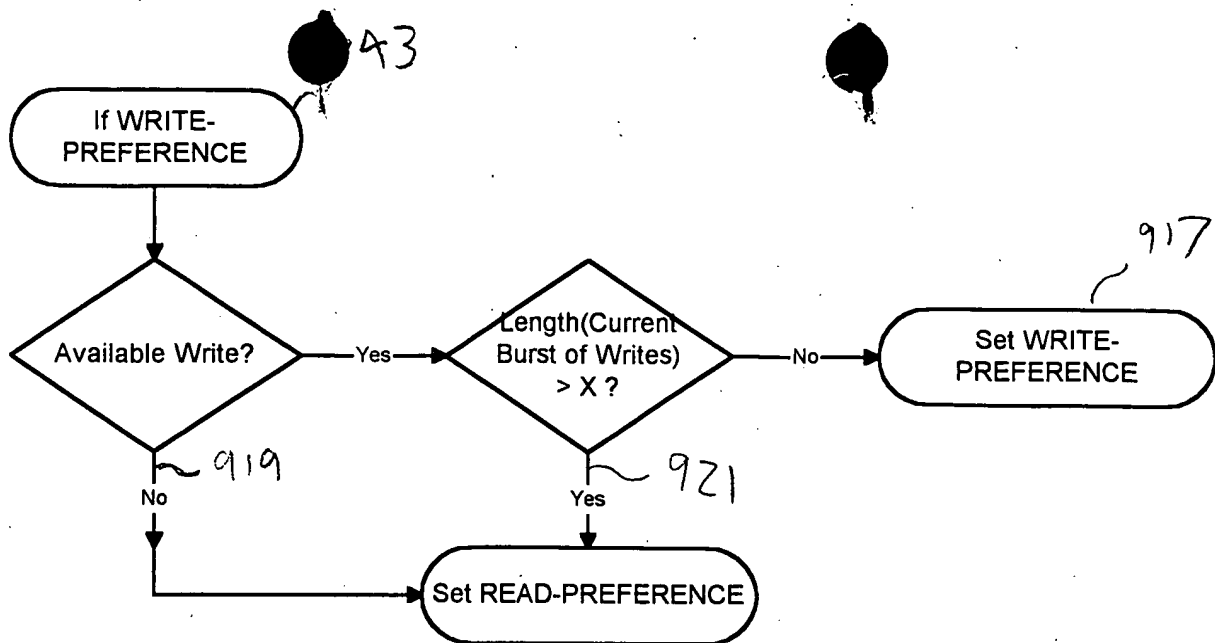 43
If WRITE-
PREFERENCE
917
Available Write?
Yes
Length(Current
Burst of Writes)
> X ?
No
Set WRITE-
PREFERENCE
919
No
921
Yes
Set READ-PREFERENCE